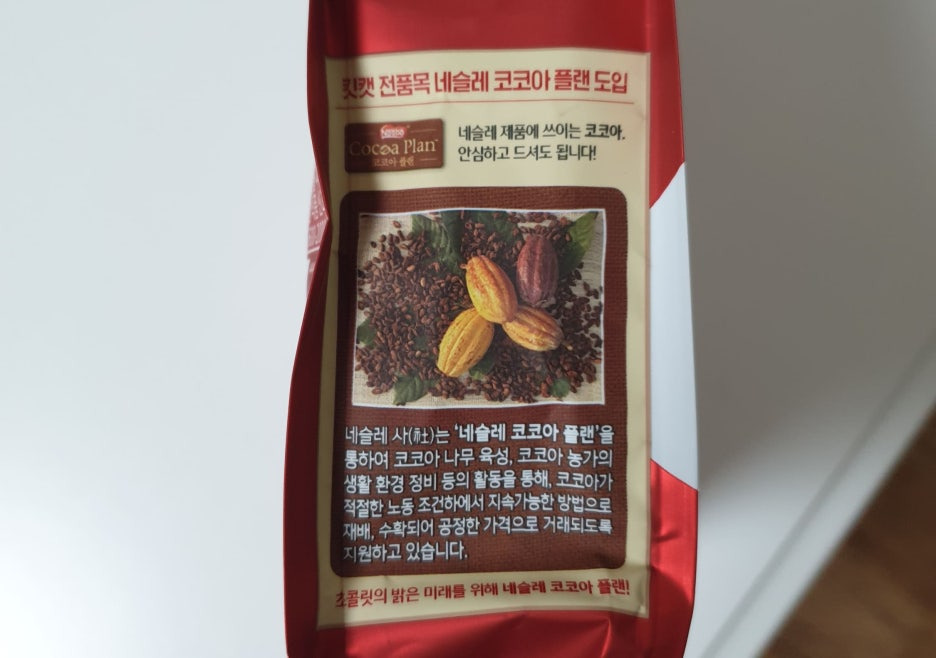 킷캣 전품목 네슬레 코코아 플랜 도입
Nestlé
Cocoa Plan
코코아 플랜
네슬레 제품에 쓰이는 코코아.
안심하고 드셔도 됩니다!
네슬레 사(社)는 '네슬레 코코아 플랜'을
통하여 코코아 나무 육성, 코코아 농가의
생활 환경 정비 등의 활동을 통해, 코코아가
적절한 노동 조건하에서 지속가능한 방법으로
재배, 수확되어 공정한 가격으로 거래되도록
지원하고 있습니다.
초콜릿의 밝은 미래를 위해 네슬레 코코아 플랜!